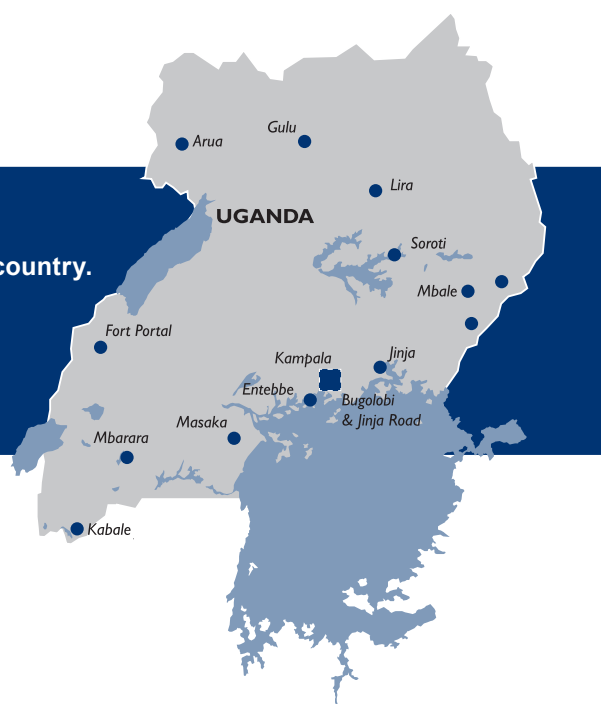 Gulu
Arua
Lira
UGANDA
Soroti
country.
Mbale
Fort Portal
Kampala
Jinja
Entebbe
Bugolobi
& Jinja Road
Masaka
Mbarara
Kabale